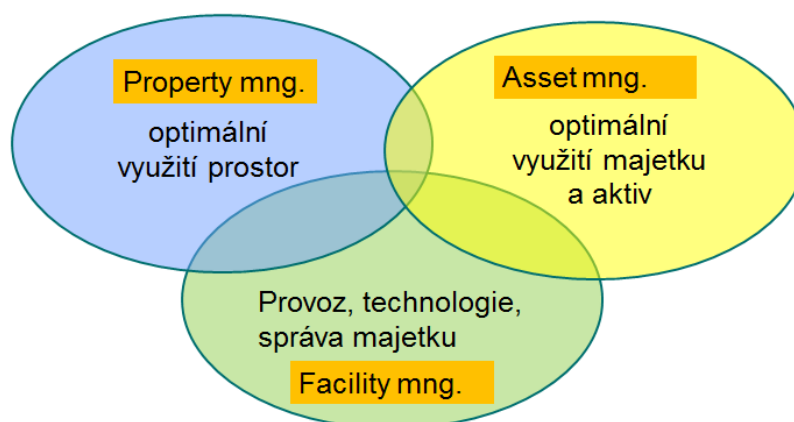 Property mng.
optimální
využití prostor
Asset mng.
optimální
využití majetku
a aktiv
Provoz, technologie,
správa majetku
Facility mng.